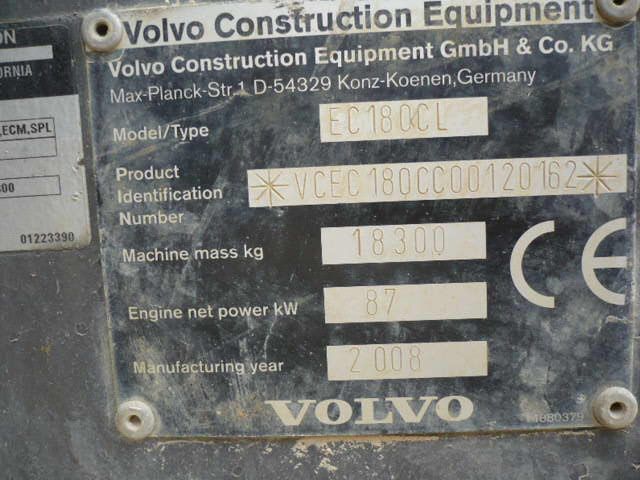 ON
ORNIA
,ECM,SPL
00
01223390
Volvo Construction Equipment
Volvo Construction Equipment GmbH & Co. KG
Max-Planck-Str.1 D-54329 Konz-Koenen,Germany
Model/Type EC180CL
Product
Identification
Number
*VCEC180CC00120162*
Machine mass kg 18300
CE
Engine net power kW 87
Manufacturing year 2008
VOLVO